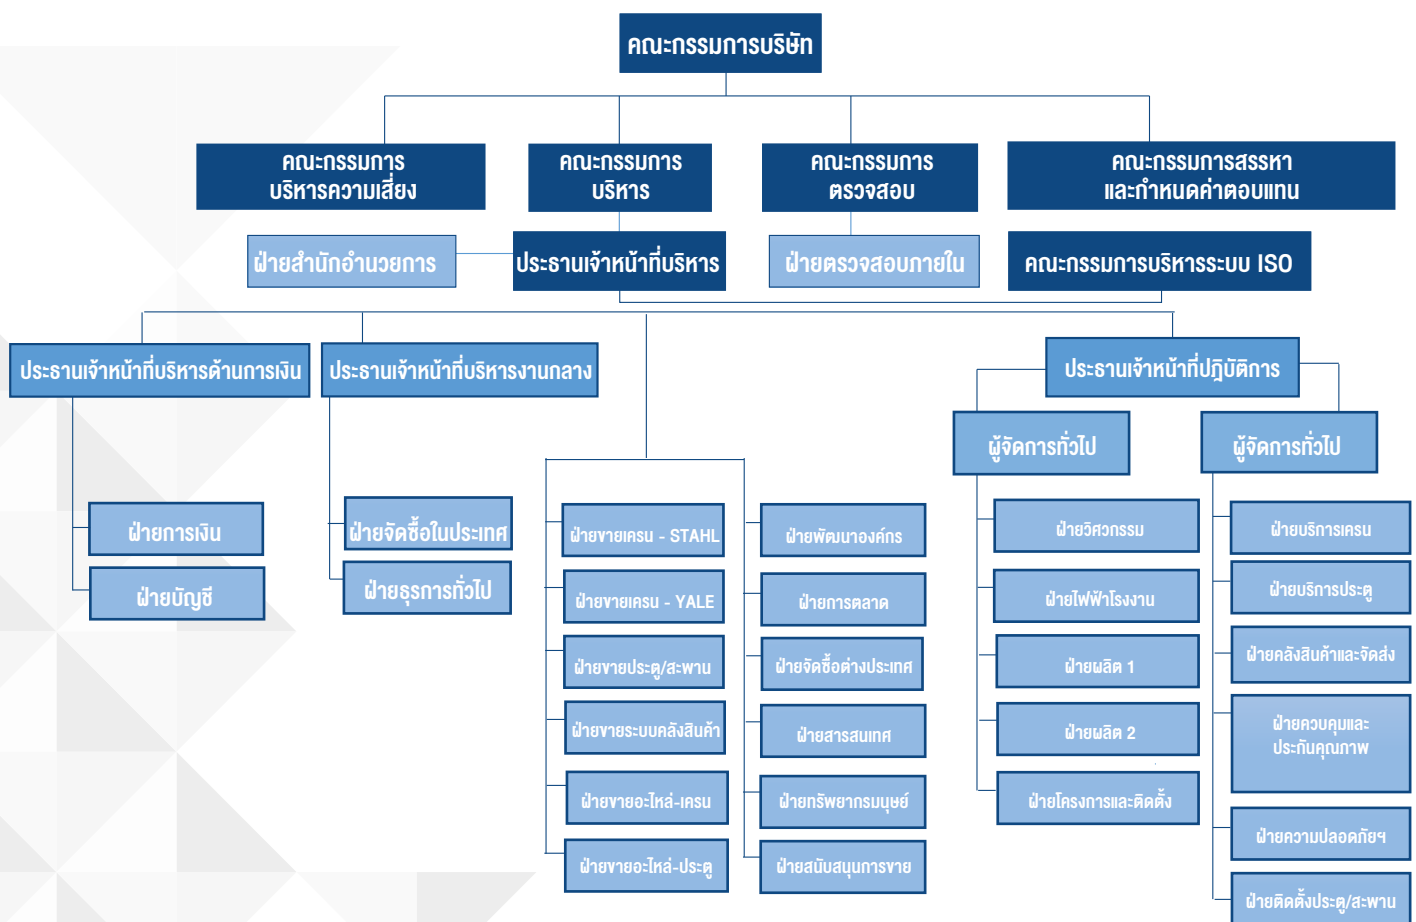 คณะกรรมการบริษัท
คณะกรรมการ
บริหารความเสี่ยง
คณะกรรมการ
บริหาร
คณะกรรมการ
ตรวจสอบ
คณะกรรมการสรรหา
และกำหนดค่าตอบแทน
ฝ่ายสำนักอำนวยการ
ประธานเจ้าหน้าที่บริหาร
ฝ่ายตรวจสอบภายใน
คณะกรรมการบริหารระบบ ISO
ประธานเจ้าหน้าที่บริหารด้านการเงิน
ประธานเจ้าหน้าที่บริหารงานกลาง
ประธานเจ้าหน้าที่ปฎิบัติการ
ผู้จัดการทั่วไป
ผู้จัดการทั่วไป
ฝ่ายการเงิน
ฝ่ายบัญชี
ฝ่ายจัดซื้อในประเทศ
ฝ่ายธุรการทั่วไป
ฝ่ายขายเครน - STAHL
ฝ่ายขายเครน - YALE
ฝ่ายขายประตู/สะพาน
ฝ่ายขายระบบคลังสินค้า
ฝ่ายขายอะไหล่-เครน
ฝ่ายขายอะไหล่-ประตู
ฝ่ายพัฒนาองค์กร
ฝ่ายการตลาด
ฝ่ายจัดซื้อต่างประเทศ
ฝ่ายสารสนเทศ
ฝ่ายทรัพยากรมนุษย์
ฝ่ายสนับสนุนการขาย
ฝ่ายวิศวกรรม
ฝ่ายไฟฟ้าโรงงาน
ฝ่ายผลิต 1
ฝ่ายผลิต 2
ฝ่ายโครงการและติดตั้ง
ฝ่ายบริการเครน
ฝ่ายบริการประตู
ฝ่ายคลังสินค้าและจัดส่ง
ฝ่ายควบคุมและ
ประกันคุณภาพ
ฝ่ายความปลอดภัยฯ
ฝ่ายติดตั้งประตู/สะพาน